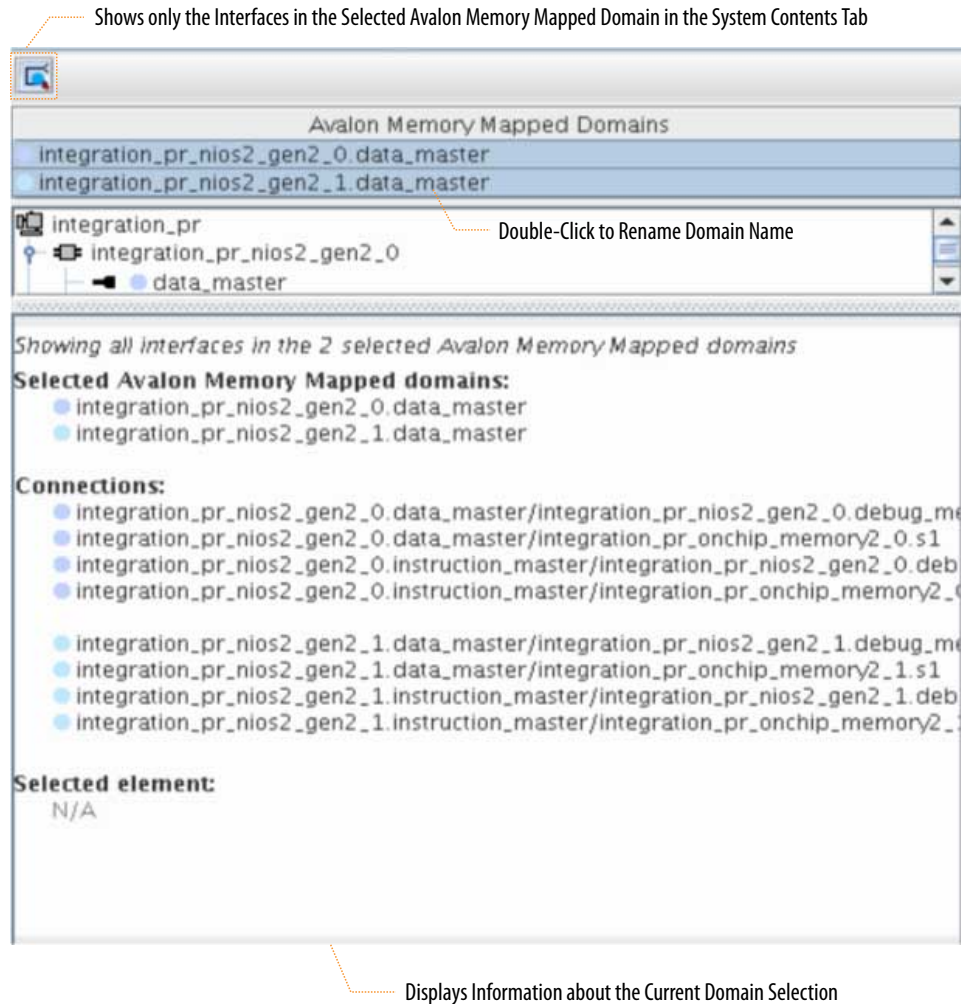 Shows only the Interfaces in the Selected Avalon Memory Mapped Domain in the System Contents Tab
Avalon Memory Mapped Domains
integration_pr_nios2_gen2_0.data_master
integration_pr_nios2_gen2_1.data_master
Double-Click to Rename Domain Name
integration_pr
integration_pr_nios2_gen2_0
data_master
Showing all interfaces in the 2 selected Avalon Memory Mapped domains
Selected Avalon Memory Mapped domains:
integration_pr_nios2_gen2_0.data_master
integration_pr_nios2_gen2_1.data_master
Connections:
integration_pr_nios2_gen2_0.data_master/integration_pr_nios2_gen2_0.debug_me
integration_pr_nios2_gen2_0.data_master/integration_pr_onchip_memory2_0.s1
integration_pr_nios2_gen2_0.instruction_master/integration_pr_nios2_gen2_0.deb
integration_pr_nios2_gen2_0.instruction_master/integration_pr_onchip_memory2_0
integration_pr_nios2_gen2_1.data_master/integration_pr_nios2_gen2_1.debug_me
integration_pr_nios2_gen2_1.data_master/integration_pr_onchip_memory2_1.s1
integration_pr_nios2_gen2_1.instruction_master/integration_pr_nios2_gen2_1.deb
integration_pr_nios2_gen2_1.instruction_master/integration_pr_onchip_memory2_1
Selected element:
N/A
Displays Information about the Current Domain Selection